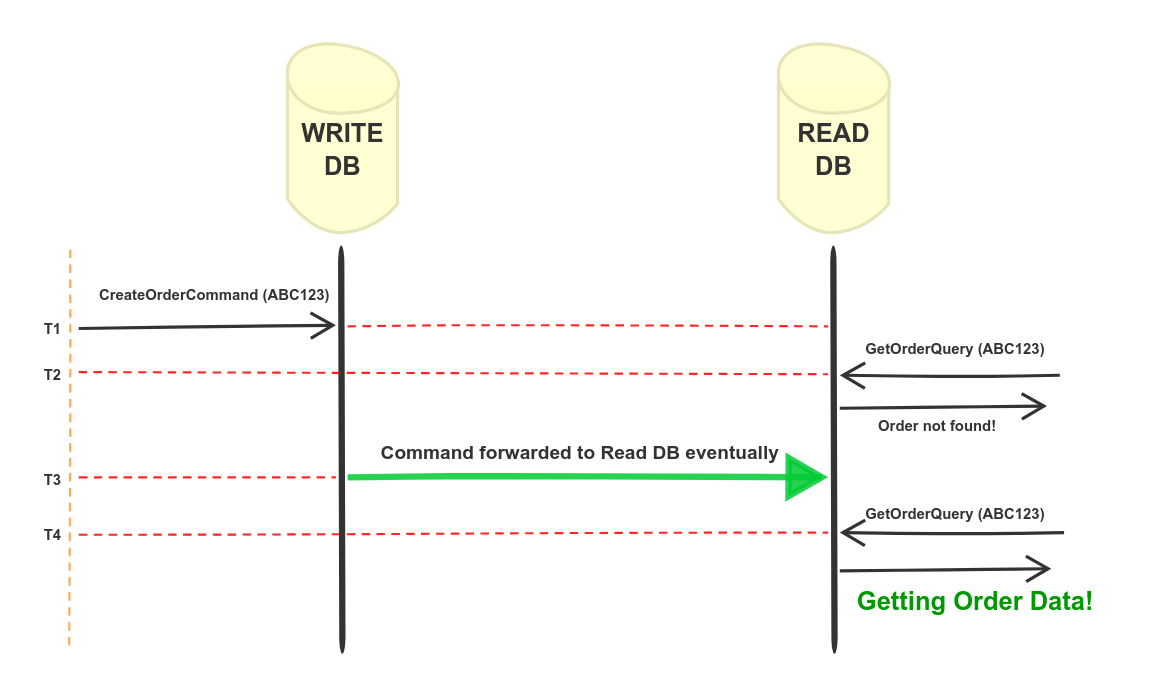 WRITE
DB
READ
DB
CreateOrderCommand (ABC123)
T1
GetOrderQuery (ABC123)
T2
Order not found!
Command forwarded to Read DB eventually
T3
GetOrderQuery (ABC123)
T4
Getting Order Data!